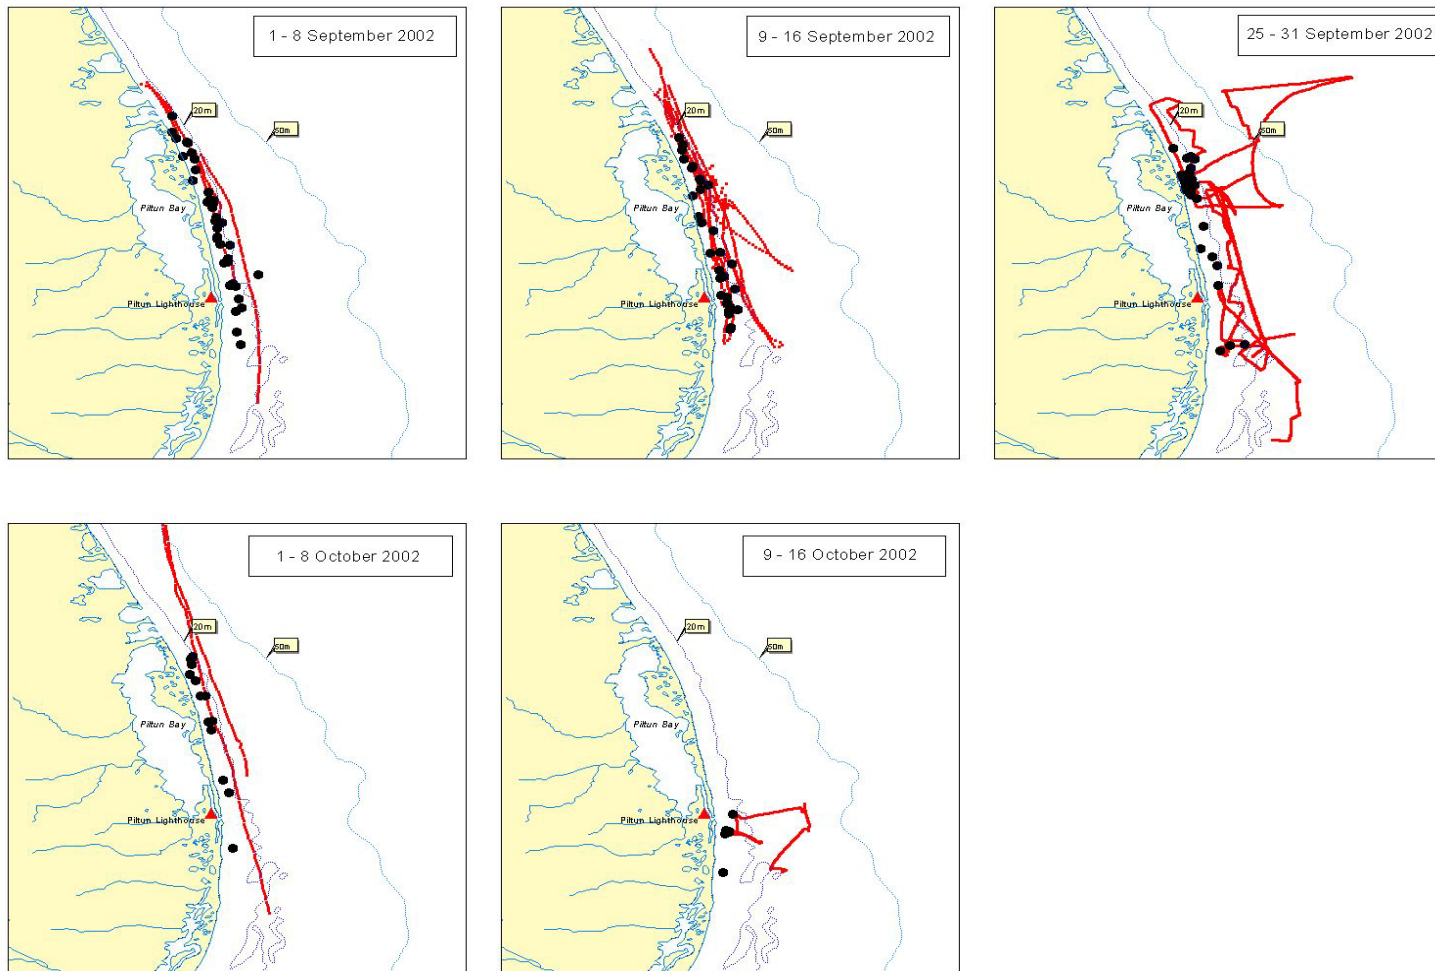 1 - 8 September 2002
20m
50m
Piltun Bay
Piltun Lighthouse
9 - 16 September 2002
20m
50m
Piltun Bay
Piltun Lighthouse
25 - 31 September 2002
20m
50m
Piltun Bay
Piltun Lighthouse
1 - 8 October 2002
20m
50m
Piltun Bay
Piltun Lighthouse
9 - 16 October 2002
20m
50m
Piltun Bay
Piltun Lighthouse